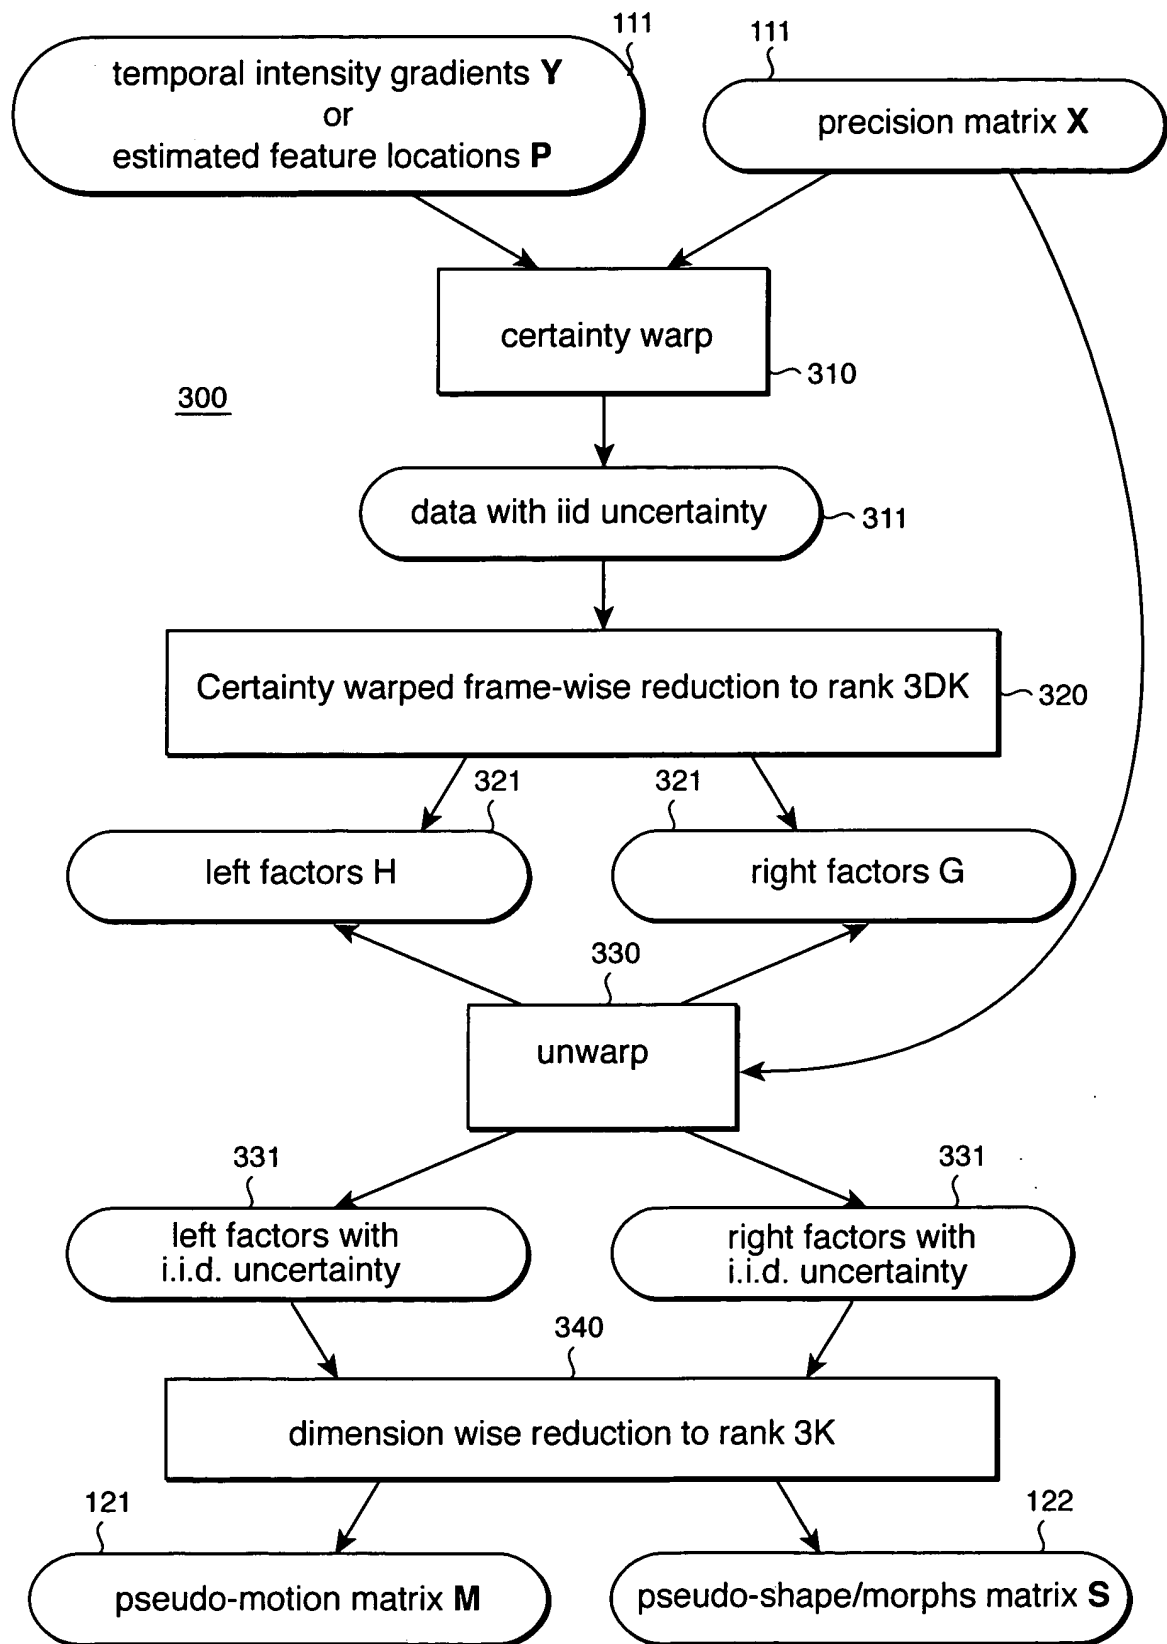 111
111
temporal intensity gradients Y
or
estimated feature locations P
precision matrix X
certainty warp
310
300
data with iid uncertainty
311
Certainty warped frame-wise reduction to rank 3DK
320
321
321
left factors H
right factors G
330
unwarp
331
331
left factors with
i.i.d. uncertainty
right factors with
i.i.d. uncertainty
340
dimension wise reduction to rank 3K
121
122
pseudo-motion matrix M
pseudo-shape/morphs matrix S